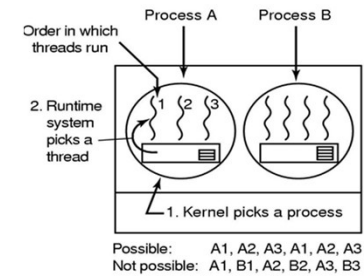 Process A
Process B
Order in which
threads run
1 2 3
2. Runtime
system
picks a
thread
1. Kernel picks a process
Possible: A1, A2, A3, A1, A2, A3
Not possible: A1, B1, A2, B2, A3, B3